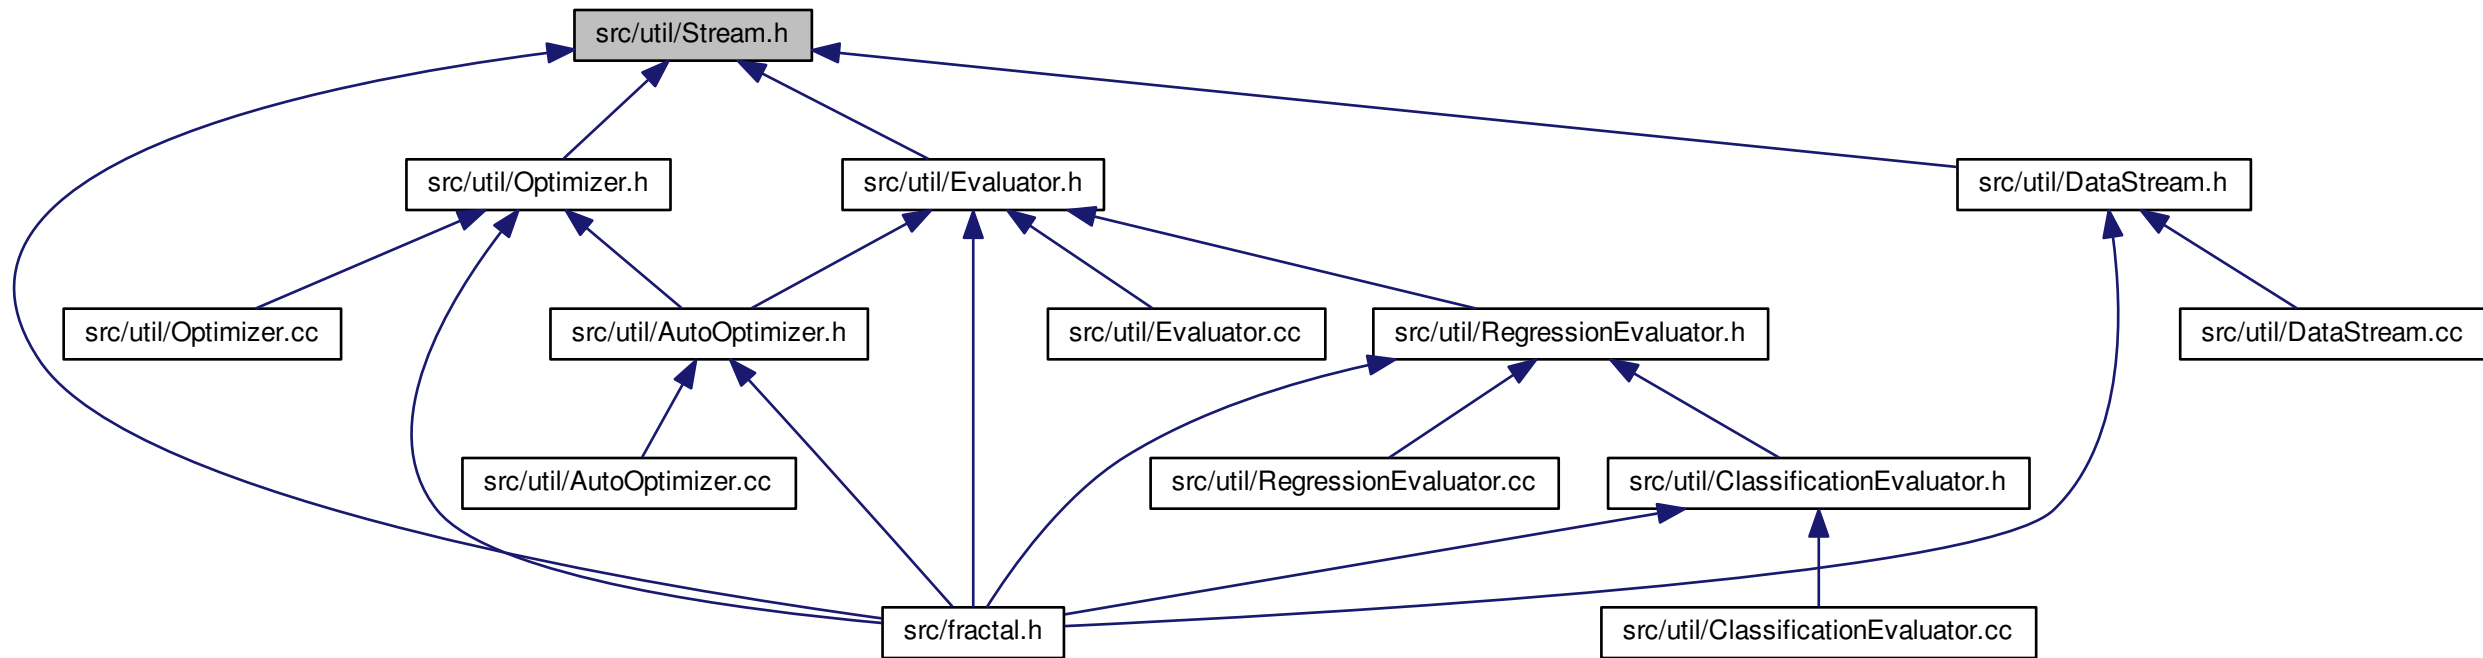 src/util/Stream.h
src/util/Optimizer.h
src/util/Evaluator.h
src/util/DataStream.h
src/util/Optimizer.cc
src/util/AutoOptimizer.h
src/util/Evaluator.cc
src/util/RegressionEvaluator.h
src/util/DataStream.cc
src/util/AutoOptimizer.cc
src/util/RegressionEvaluator.cc
src/util/ClassificationEvaluator.h
src/fractal.h
src/util/ClassificationEvaluator.cc